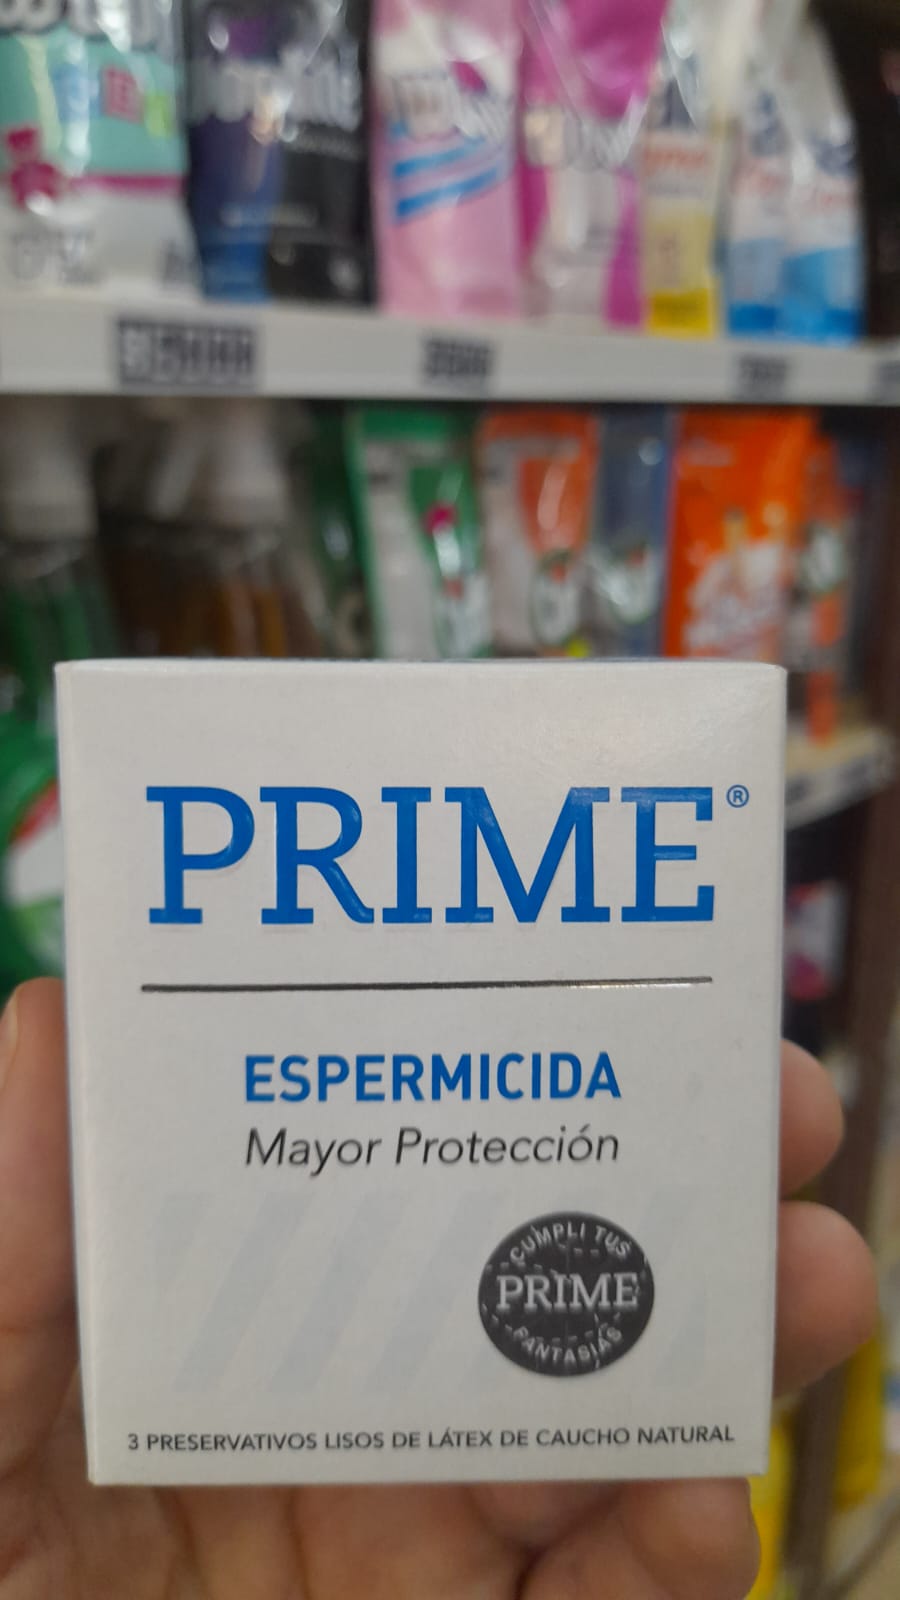 PRIME®
ESPERMICIDA
Mayor Protección
CUMPLI TUS
PRIME
FANTASIAS
3 PRESERVATIVOS LISOS DE LÁTEX DE CAUCHO NATURAL